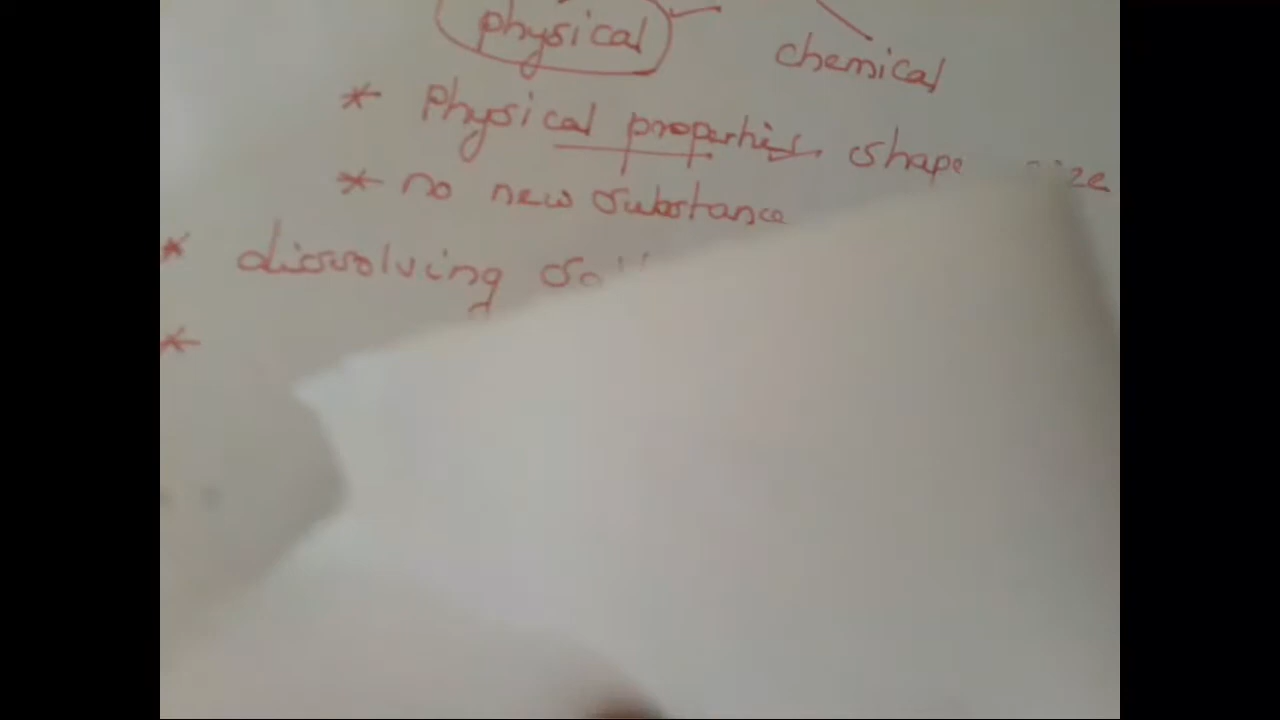 physical chemical
* Physical properties shape
* no new substance
* dissolving
*